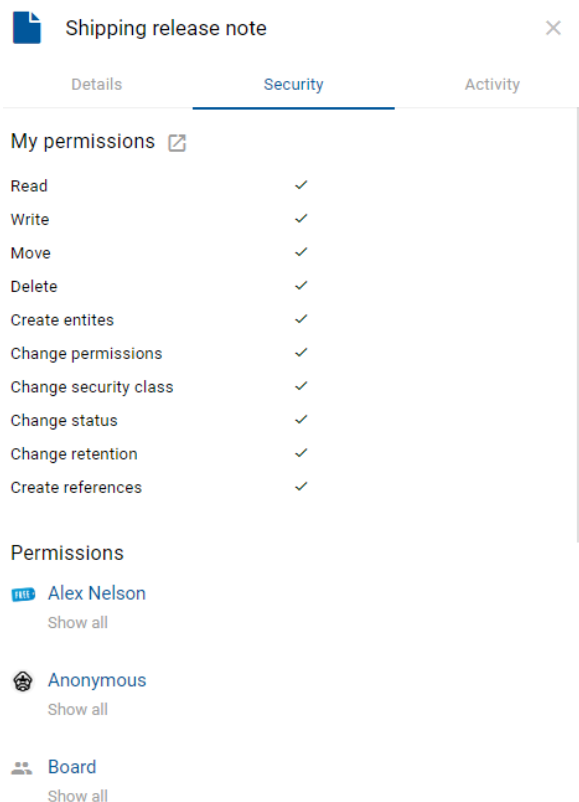 Shipping release note
Details Security Activity
My permissions
Read
Write
Move
Delete
Create entites
Change permissions
Change security class
Change status
Change retention
Create references
Permissions
FREE Alex Nelson
Show all
Anonymous
Show all
Board
Show all